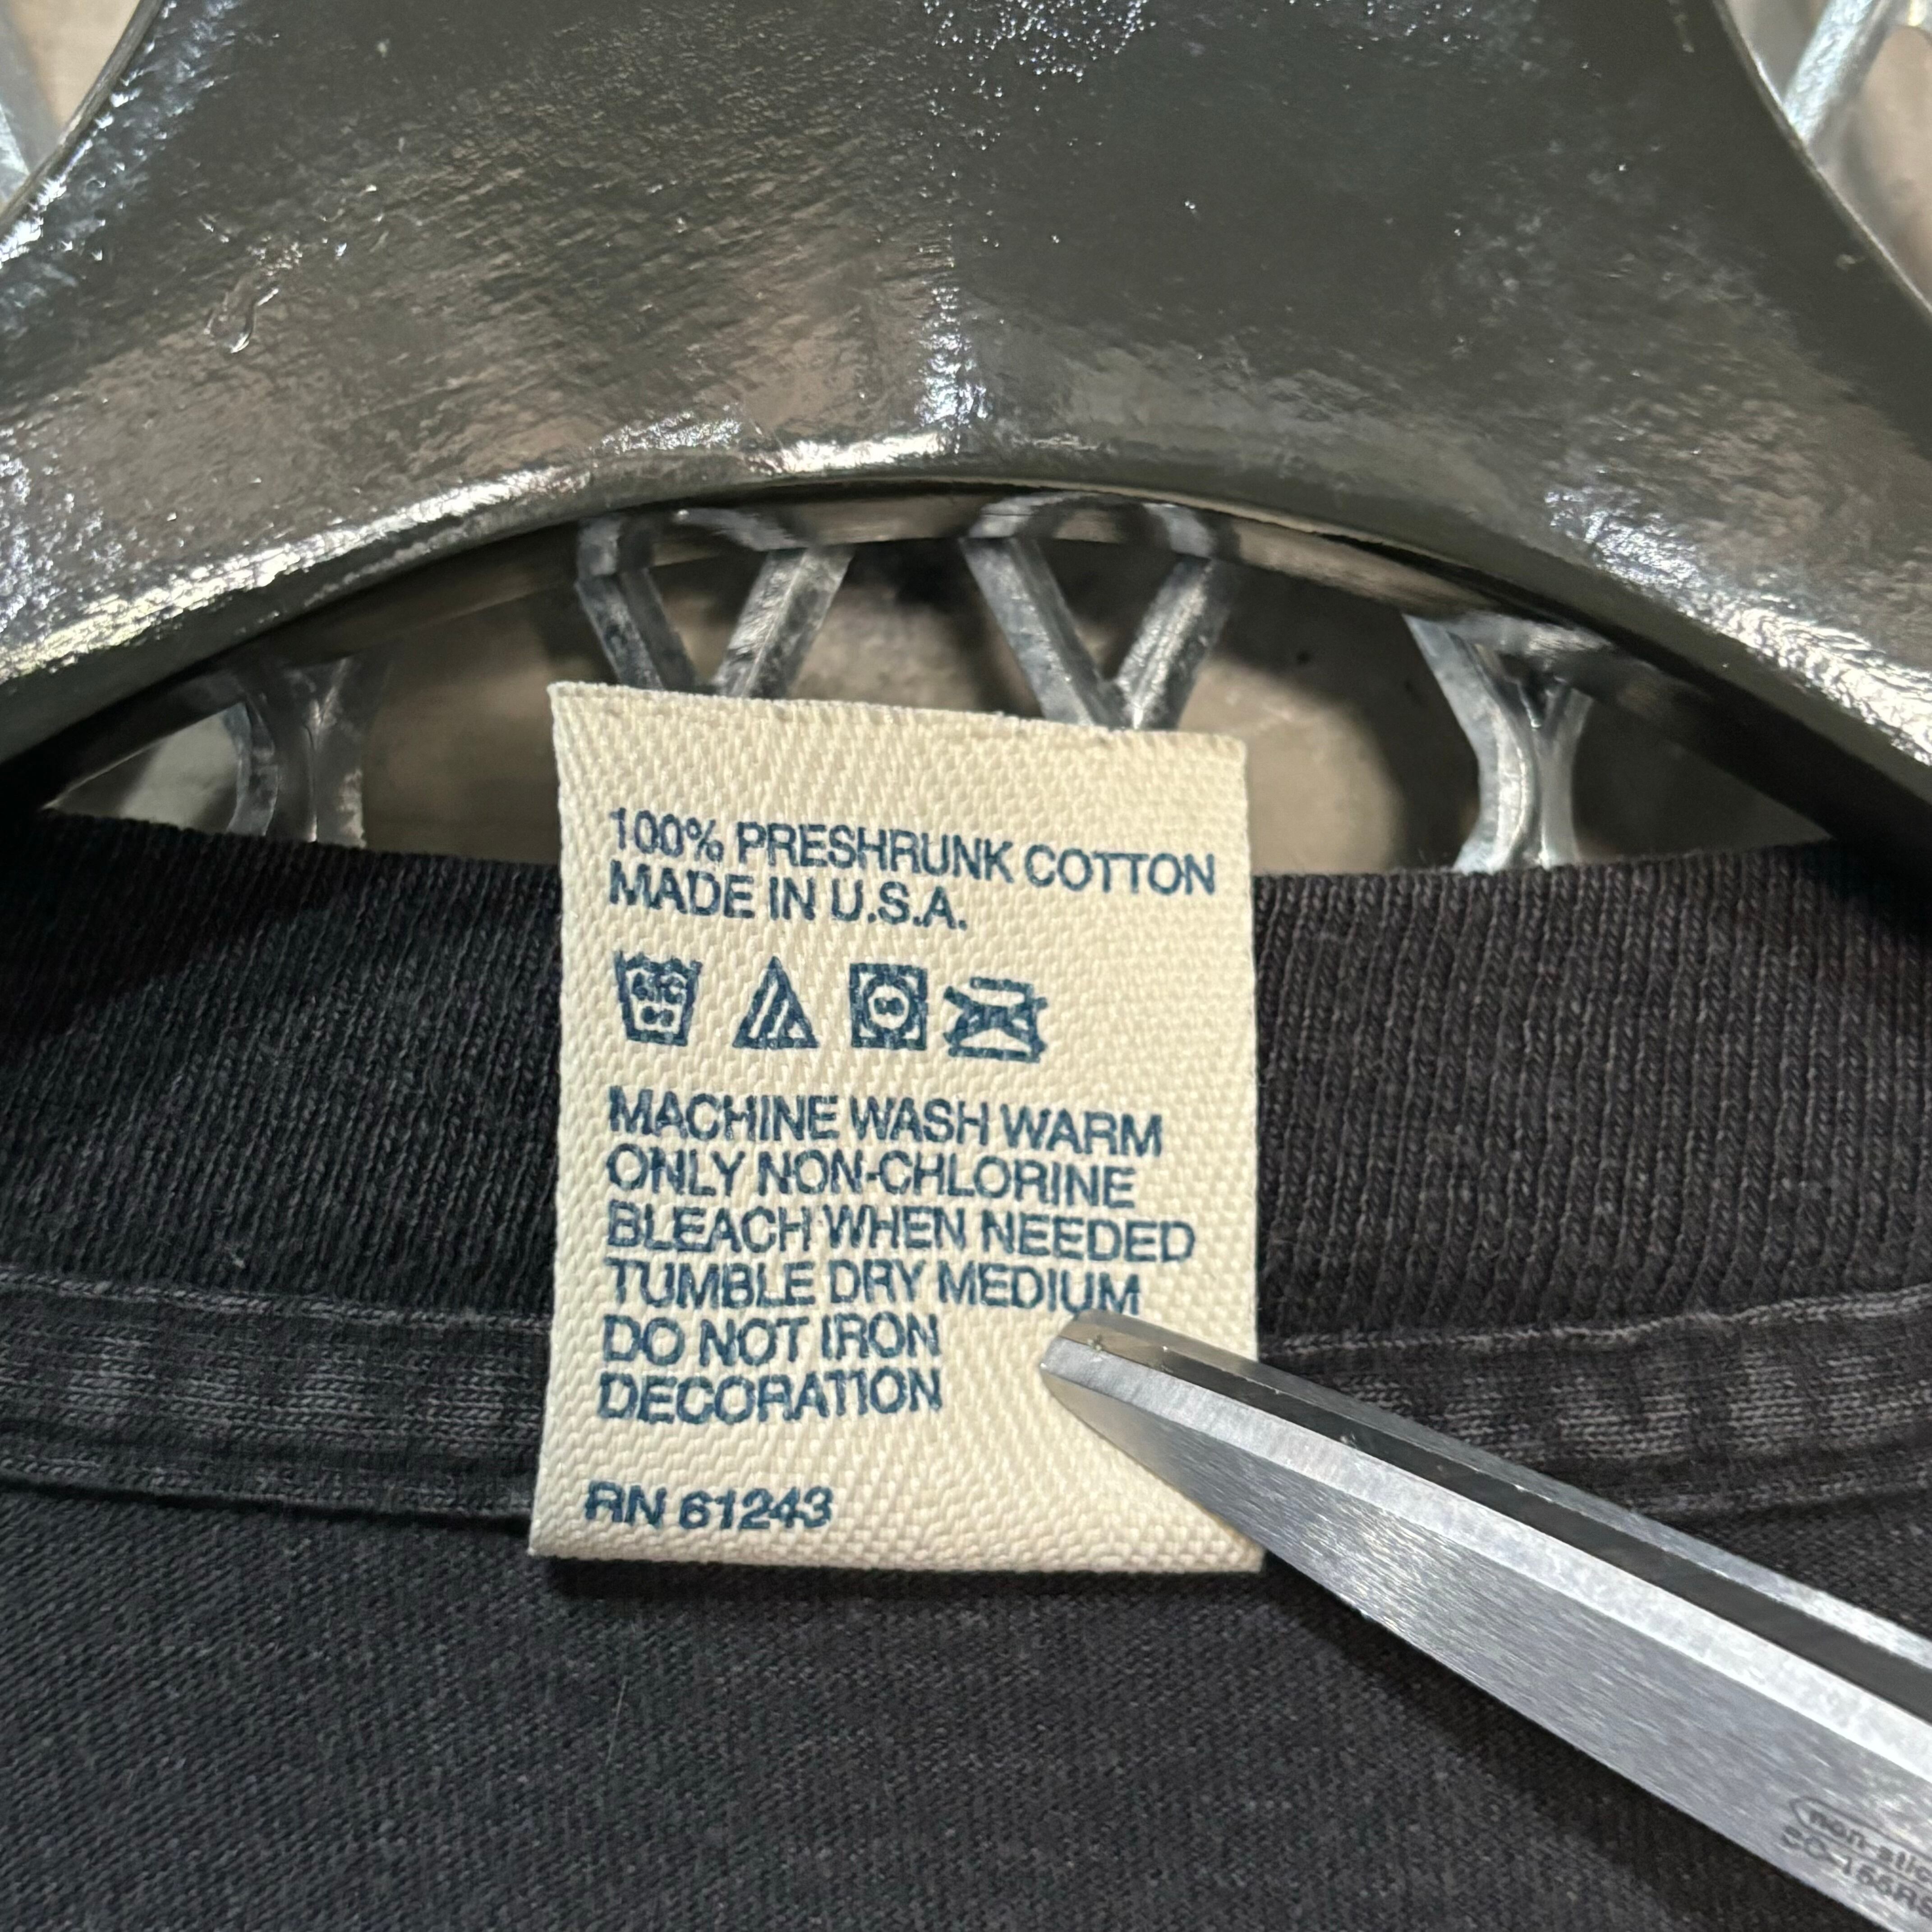 100% PRESHRUNK COTTON
MADE IN U.S.A.
MACHINE WASH WARM
ONLY NON-CHLORINE
BLEACH WHEN NEEDED
TUMBLE DRY MEDIUM
DO NOT IRON
DECORATION
RN 61243